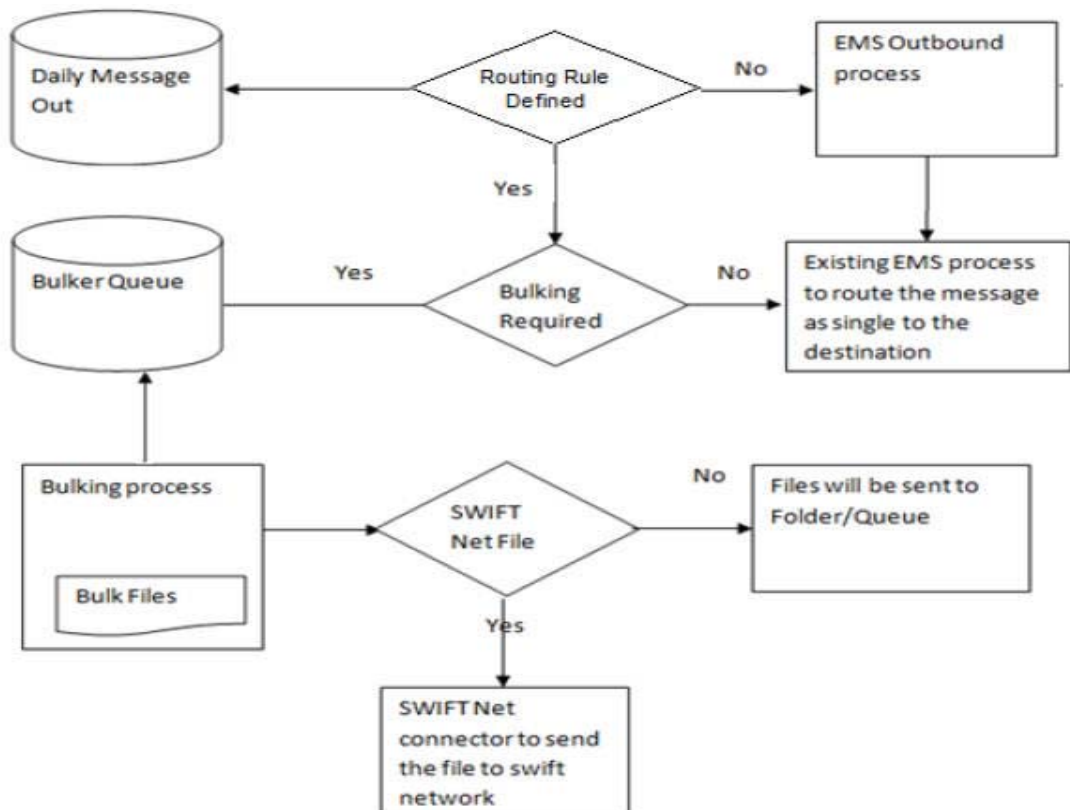 Daily Message
Out
Routing Rule
Defined
No
EMS Outbound
process
Yes
Bulker Queue
Yes
Bulking
Required
No
Existing EMS process
to route the message
as single to the
destination
Bulking process
Bulk Files
SWIFT
Net File
No
Files will be sent to
Folder/Queue
Yes
SWIFT Net
connector to send
the file to swift
network